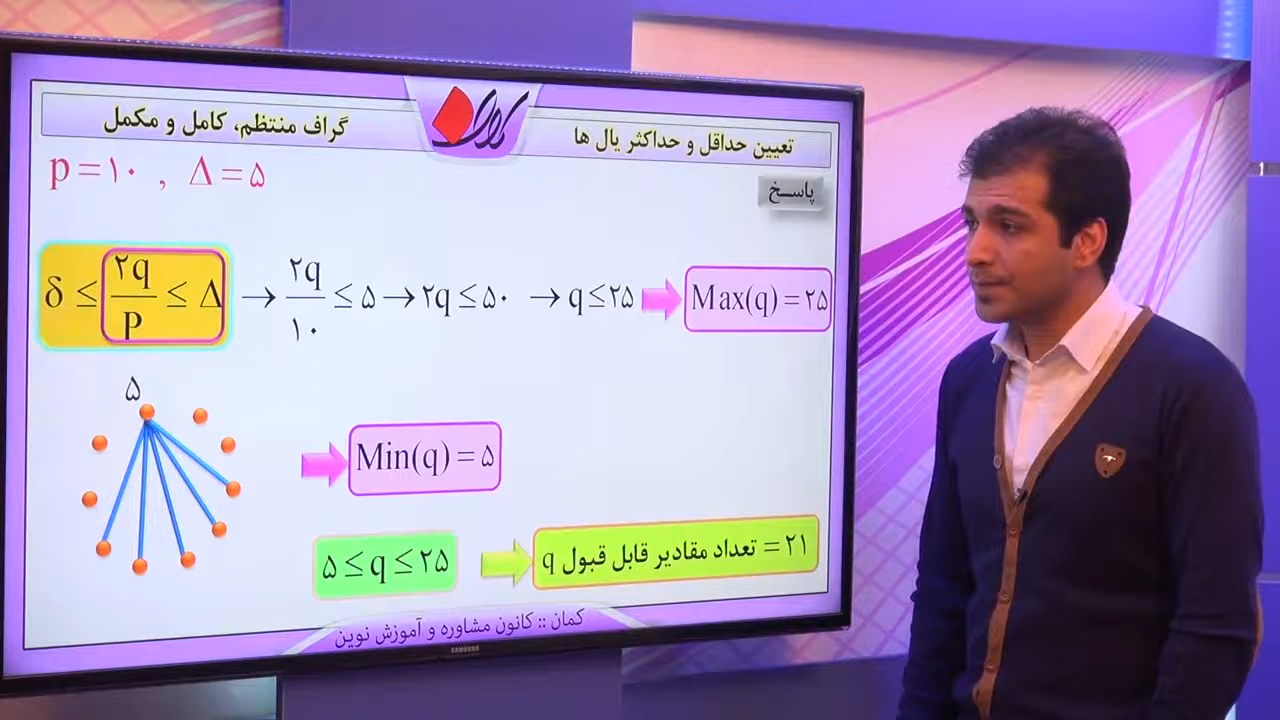 تعیین حداقل و حداکثر یال ها
گراف منتظم، کامل و مکمل
p = ۱۰ , Δ = ۵
پاسخ
δ ≤ ۲q/p ≤ Δ → ۲q/۱۰ ≤ ۵ → ۲q ≤ ۵۰ → q ≤ ۲۵ Max(q) = ۲۵
۵
Min(q) = ۵
۵ ≤ q ≤ ۲۵
۲۱ = تعداد مقادیر قابل قبول q
کمان :: کانون مشاوره و آموزش نوین
SAMSUNG